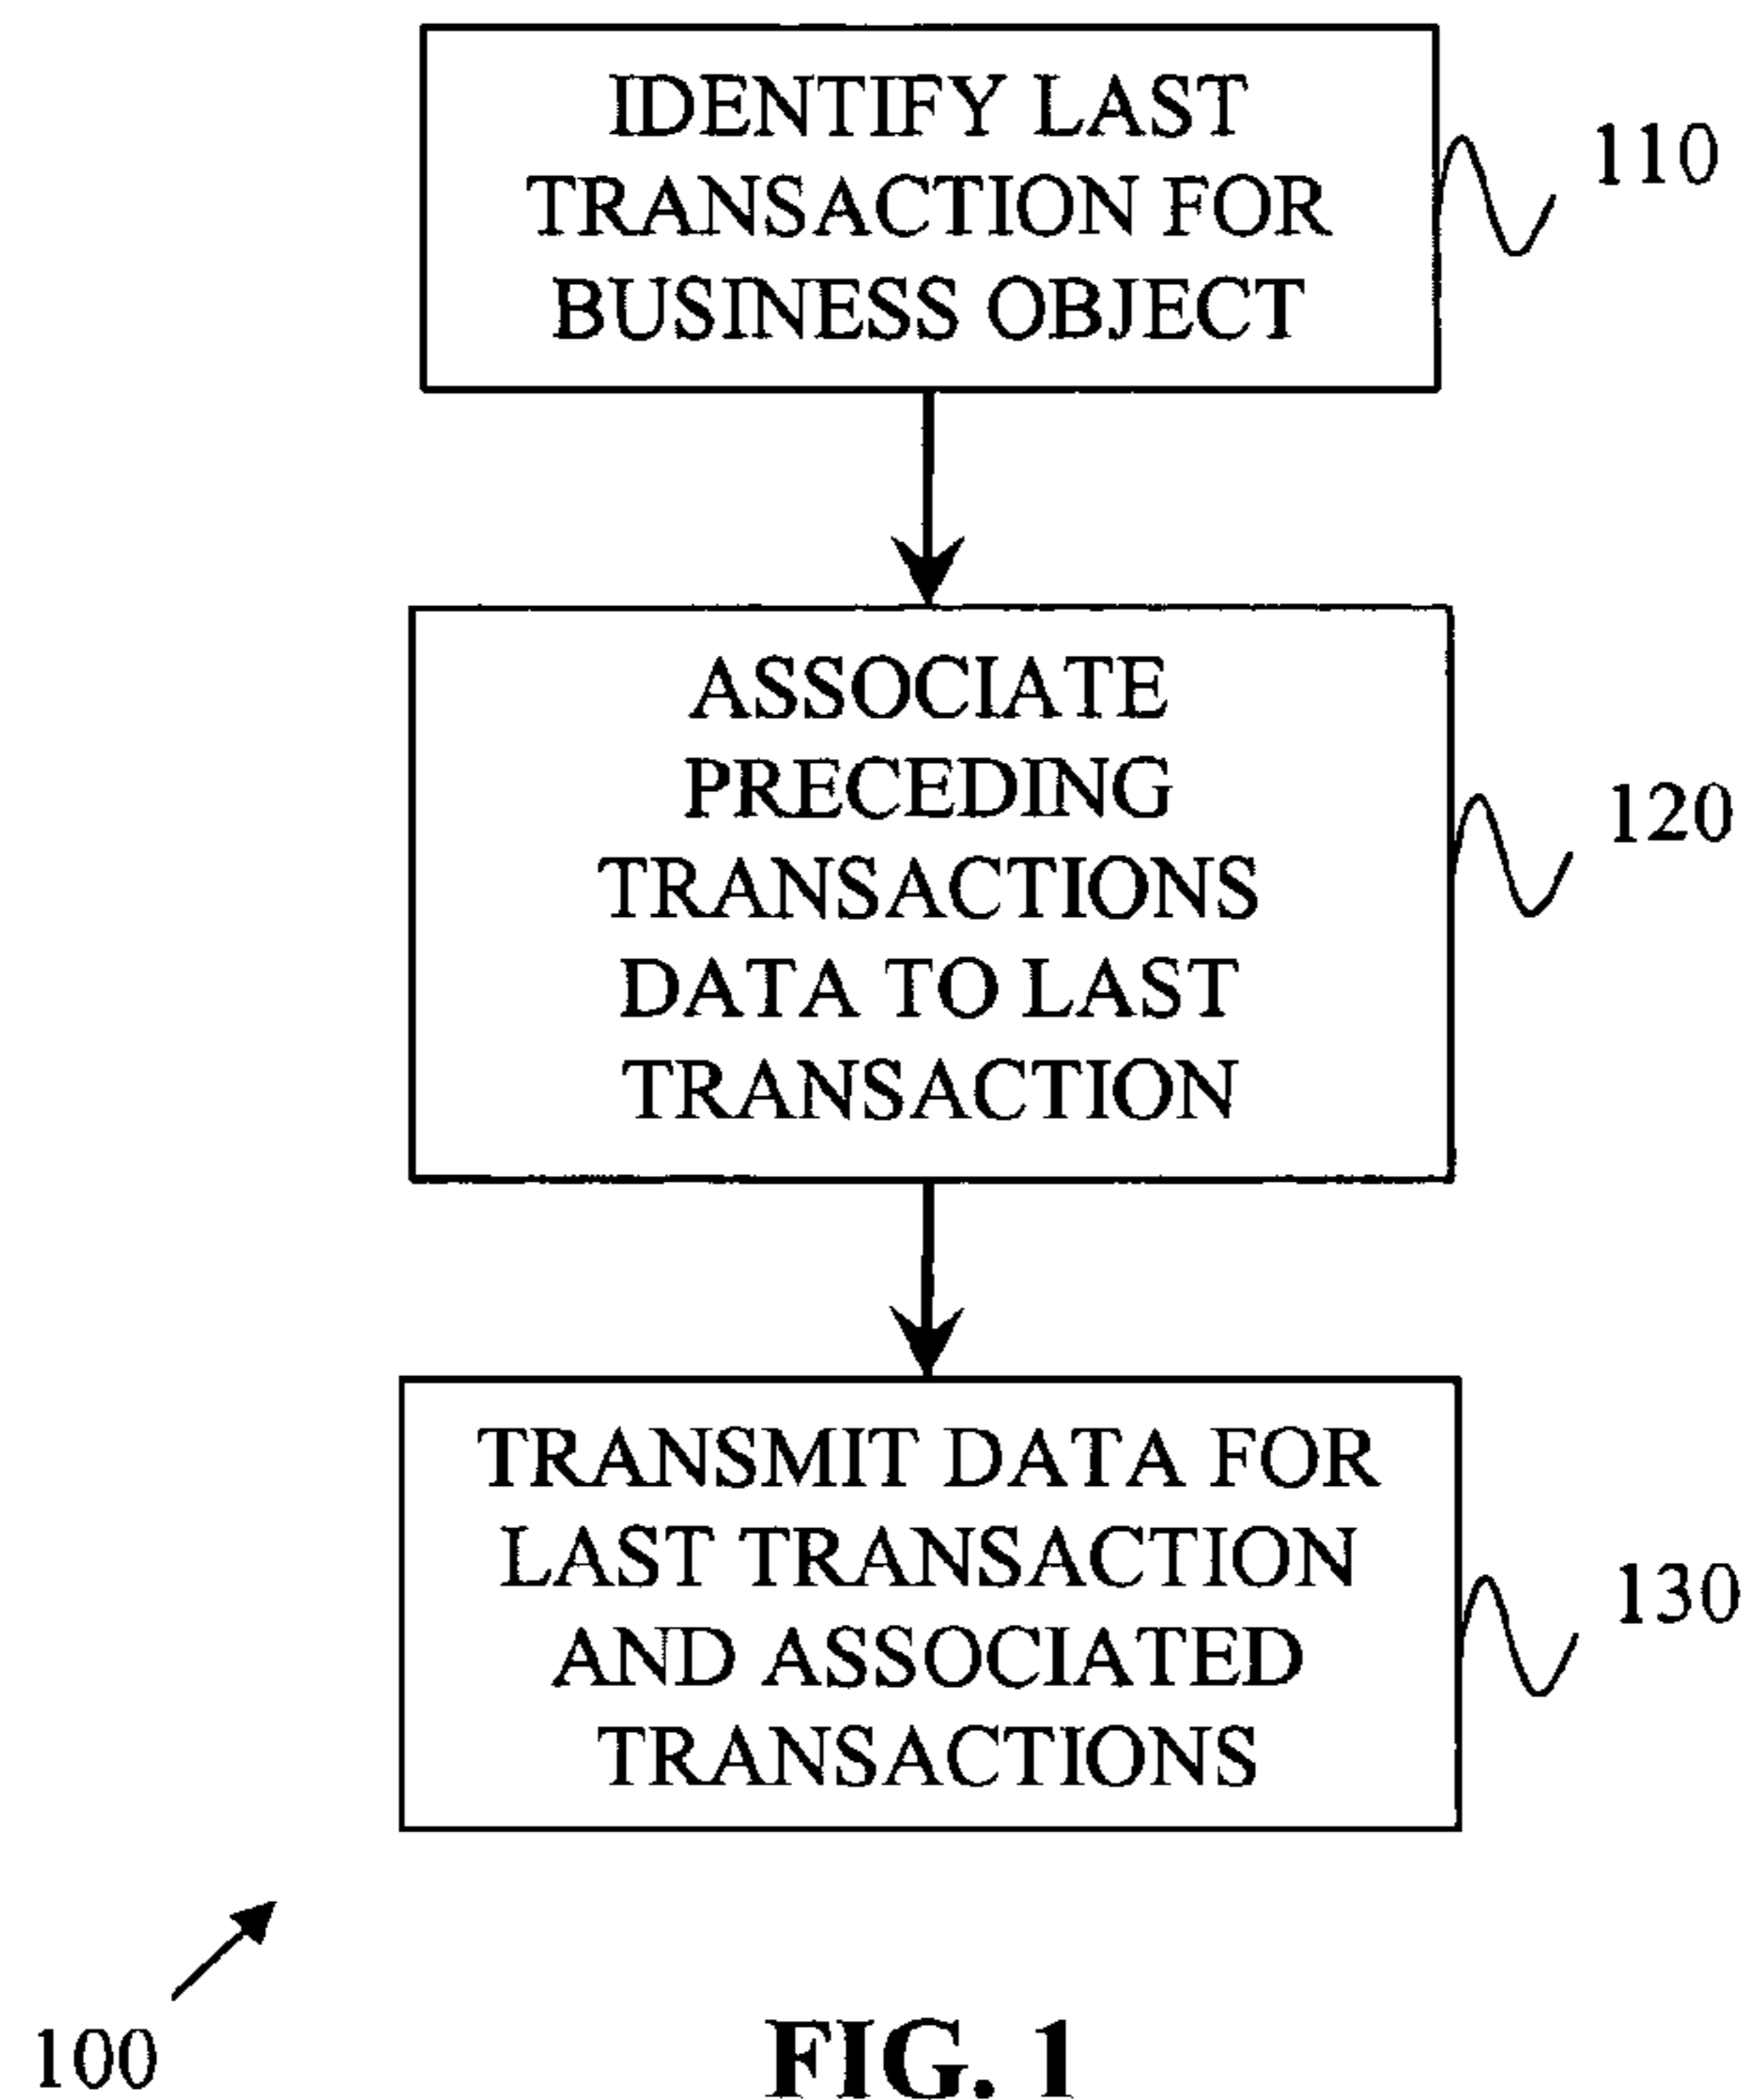 IDENTIFY LAST
TRANSACTION FOR
BUSINESS OBJECT
110
ASSOCIATE
PRECEDING
TRANSACTIONS
DATA TO LAST
TRANSACTION
120
TRANSMIT DATA FOR
LAST TRANSACTION
AND ASSOCIATED
TRANSACTIONS
130
100
FIG. 1